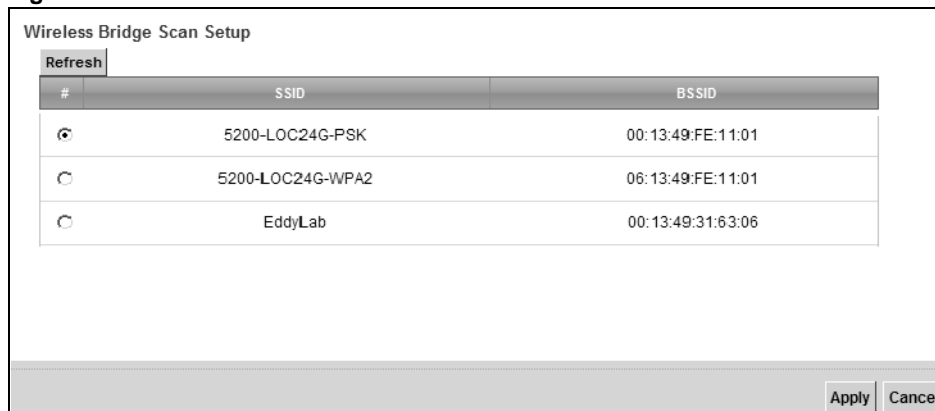 Wireless Bridge Scan Setup
Refresh
# SSID BSSID
5200-LOC24G-PSK 00:13:49:FE:11:01
5200-LOC24G-WPA2 06:13:49:FE:11:01
EddyLab 00:13:49:31:63:06
Apply Cance